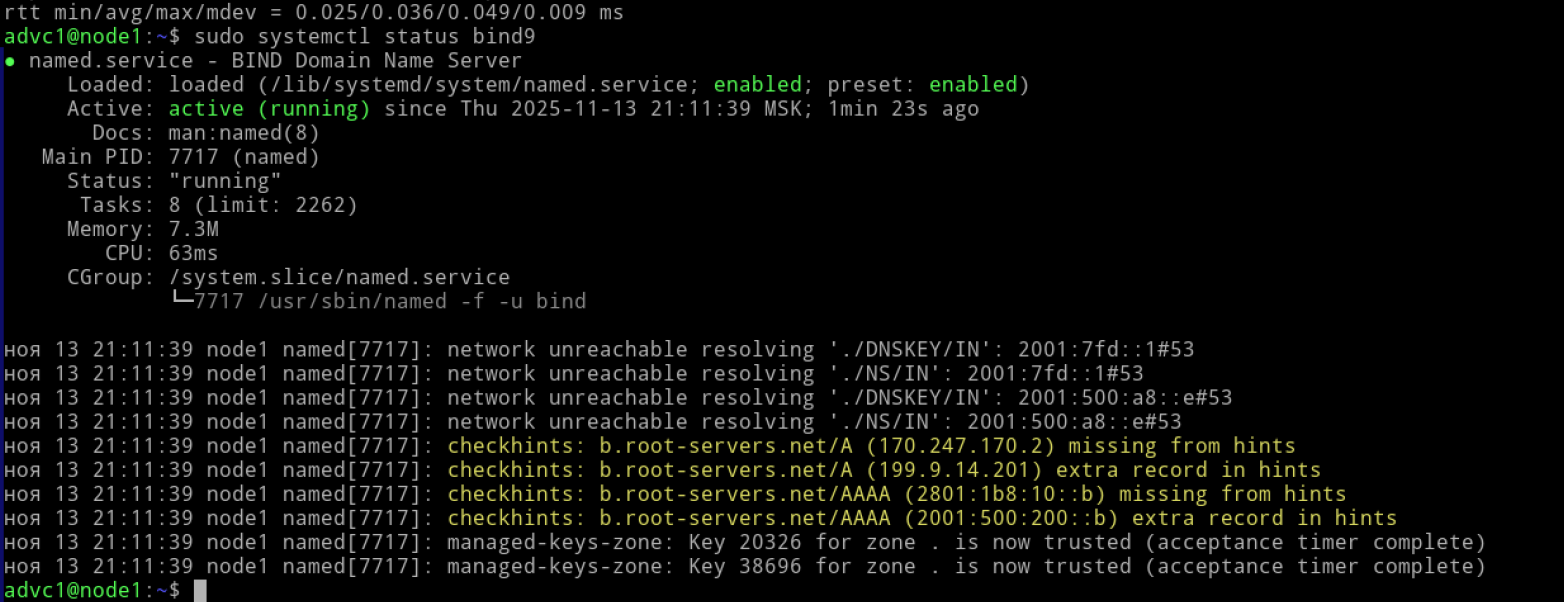 rtt min/avg/max/mdev = 0.025/0.036/0.049/0.009 ms
advc1@node1:~$ sudo systemctl status bind9
● named.service - BIND Domain Name Server
     Loaded: loaded (/lib/systemd/system/named.service; enabled; preset: enabled)
     Active: active (running) since Thu 2025-11-13 21:11:39 MSK; 1min 23s ago
       Docs: man:named(8)
   Main PID: 7717 (named)
     Status: "running"
      Tasks: 8 (limit: 2262)
     Memory: 7.3M
        CPU: 63ms
     CGroup: /system.slice/named.service
             └─7717 /usr/sbin/named -f -u bind
ноя 13 21:11:39 node1 named[7717]: network unreachable resolving './DNSKEY/IN': 2001:7fd::1#53
ноя 13 21:11:39 node1 named[7717]: network unreachable resolving './NS/IN': 2001:7fd::1#53
ноя 13 21:11:39 node1 named[7717]: network unreachable resolving './DNSKEY/IN': 2001:500:a8::e#53
ноя 13 21:11:39 node1 named[7717]: network unreachable resolving './NS/IN': 2001:500:a8::e#53
ноя 13 21:11:39 node1 named[7717]: checkhints: b.root-servers.net/A (170.247.170.2) missing from hints
ноя 13 21:11:39 node1 named[7717]: checkhints: b.root-servers.net/A (199.9.14.201) extra record in hints
ноя 13 21:11:39 node1 named[7717]: checkhints: b.root-servers.net/AAAA (2801:1b8:10::b) missing from hints
ноя 13 21:11:39 node1 named[7717]: checkhints: b.root-servers.net/AAAA (2001:500:200::b) extra record in hints
ноя 13 21:11:39 node1 named[7717]: managed-keys-zone: Key 20326 for zone . is now trusted (acceptance timer complete)
ноя 13 21:11:39 node1 named[7717]: managed-keys-zone: Key 38696 for zone . is now trusted (acceptance timer complete)
advc1@node1:~$